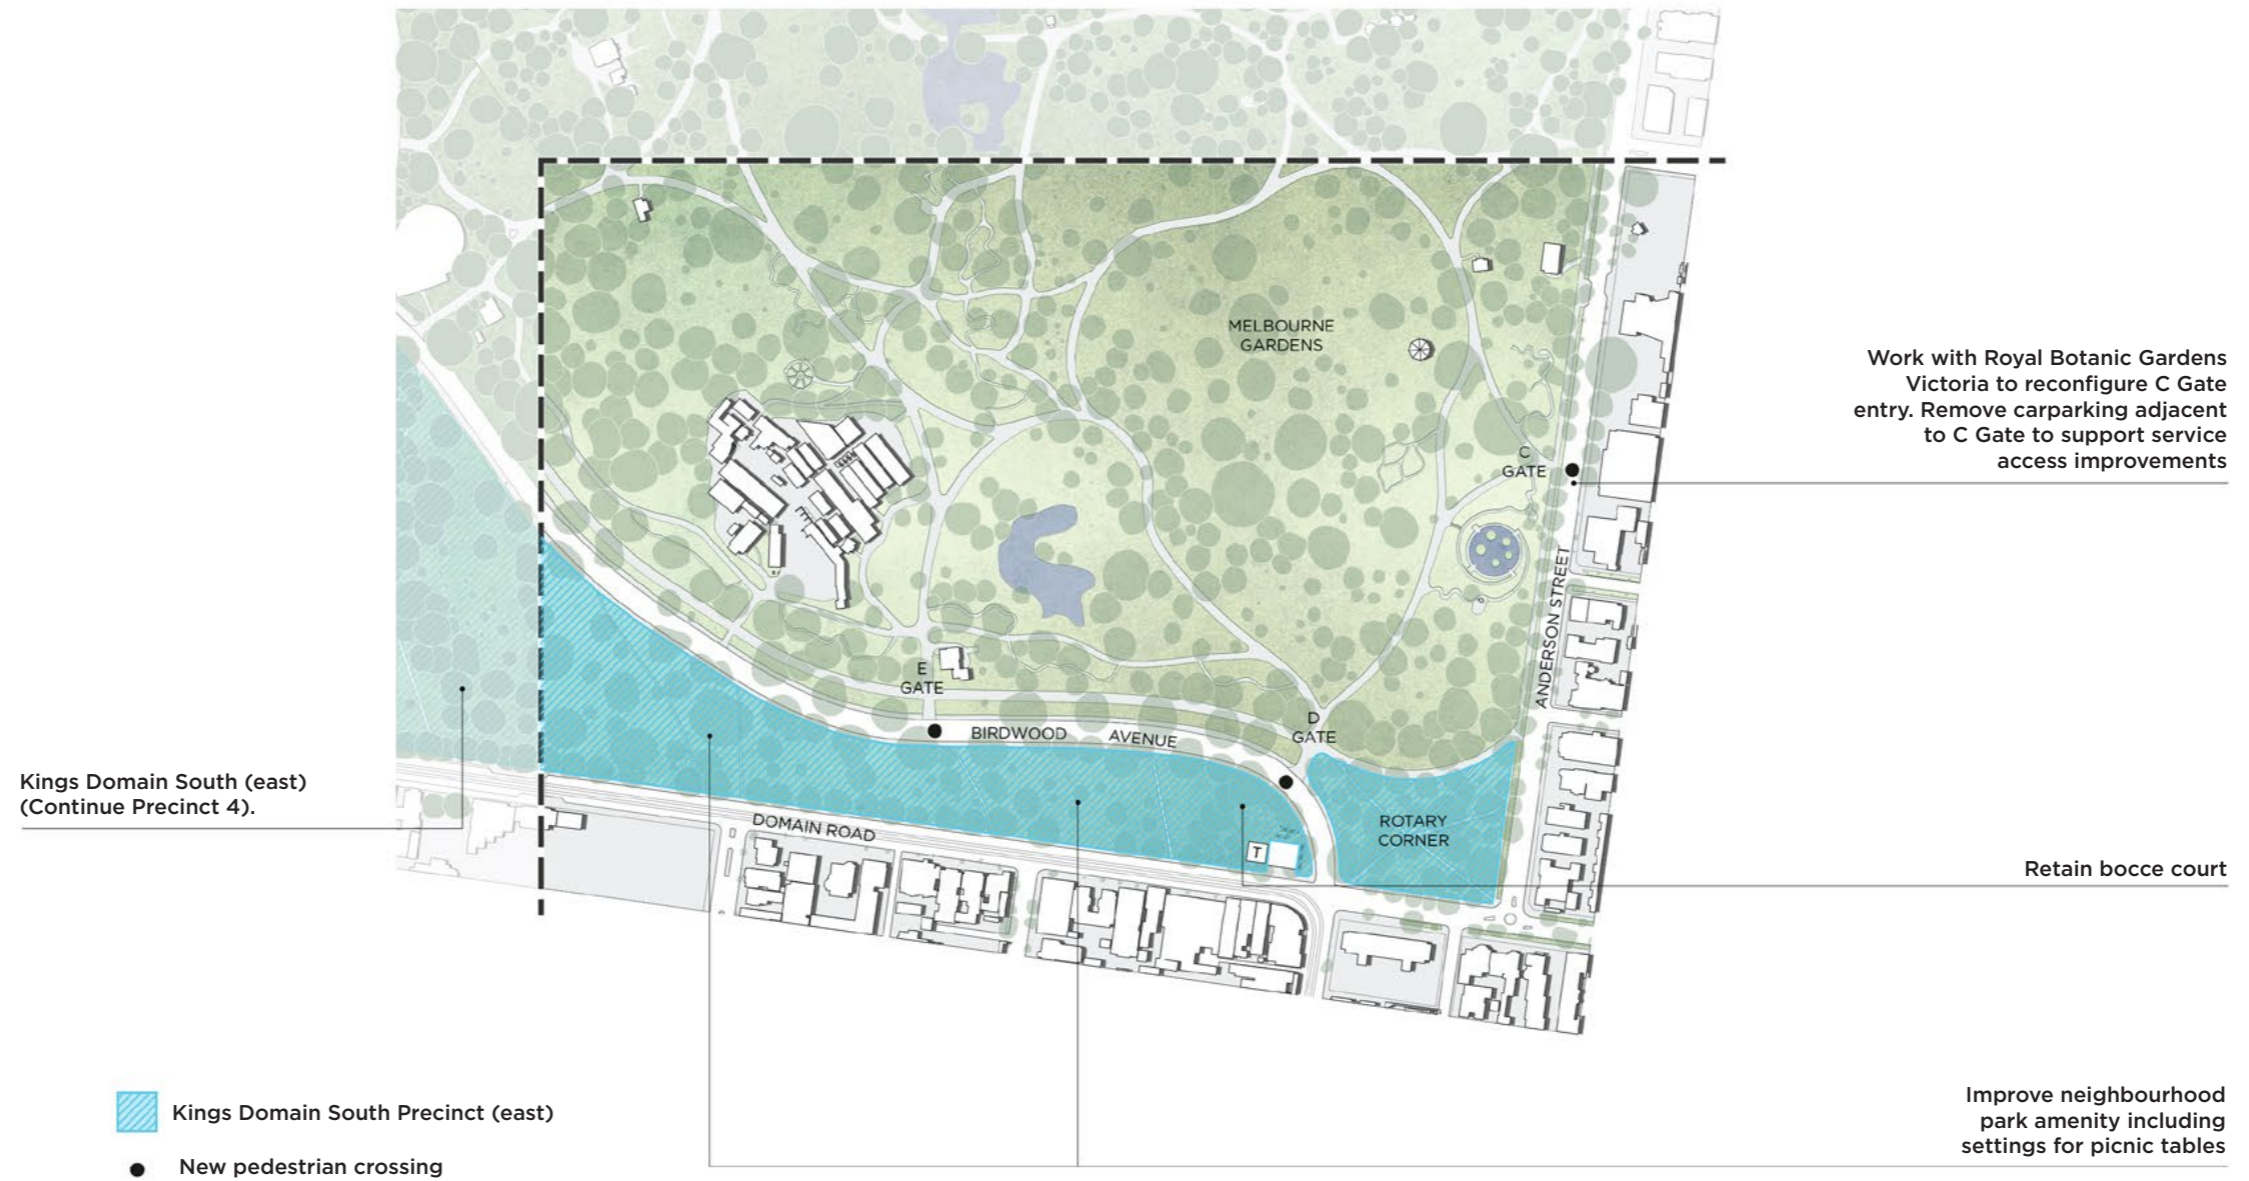 MELBOURNE
GARDENS
Work with Royal Botanic Gardens
Victoria to reconfigure C Gate
entry. Remove carparking adjacent
to C Gate to support service
access improvements
C
GATE
ANDERSON STREET
E
GATE
D
GATE
BIRDWOOD AVENUE
Kings Domain South (east)
(Continue Precinct 4).
DOMAIN ROAD
ROTARY
CORNER
T
Retain bocce court
Improve neighbourhood
park amenity including
settings for picnic tables
Kings Domain South Precinct (east)
New pedestrian crossing